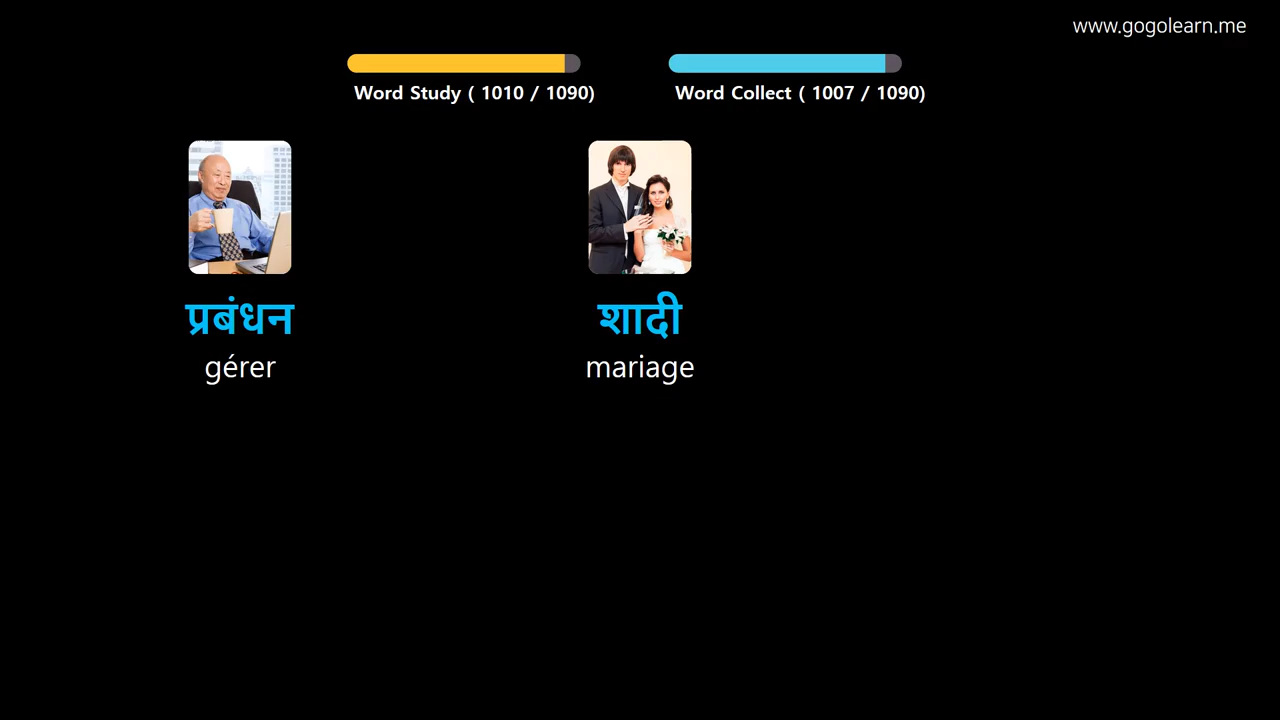 www.gogolearn.me
Word Study ( 1010 / 1090)
Word Collect ( 1007 / 1090)
प्रबंधन
gérer
शादी
mariage